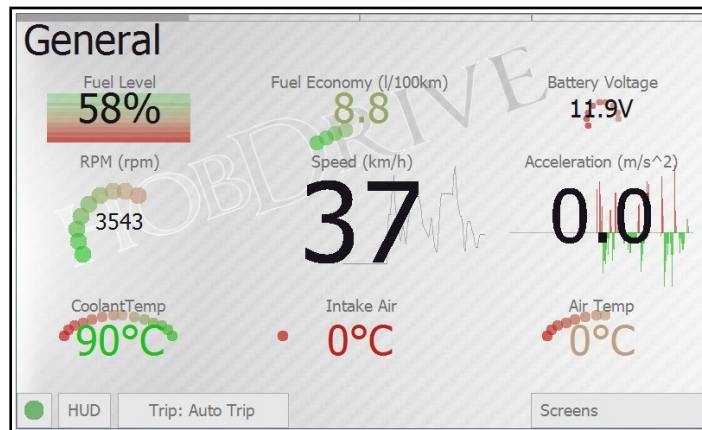 General
Fuel Level
58%
Fuel Economy (l/100km)
8.8
Battery Voltage
11.9V
HOBDRIVE
RPM (rpm)
3543
Speed (km/h)
37
Acceleration (m/s^2)
0.0
CoolantTemp
90°C
Intake Air
0°C
Air Temp
0°C
HUD
Trip: Auto Trip
Screens